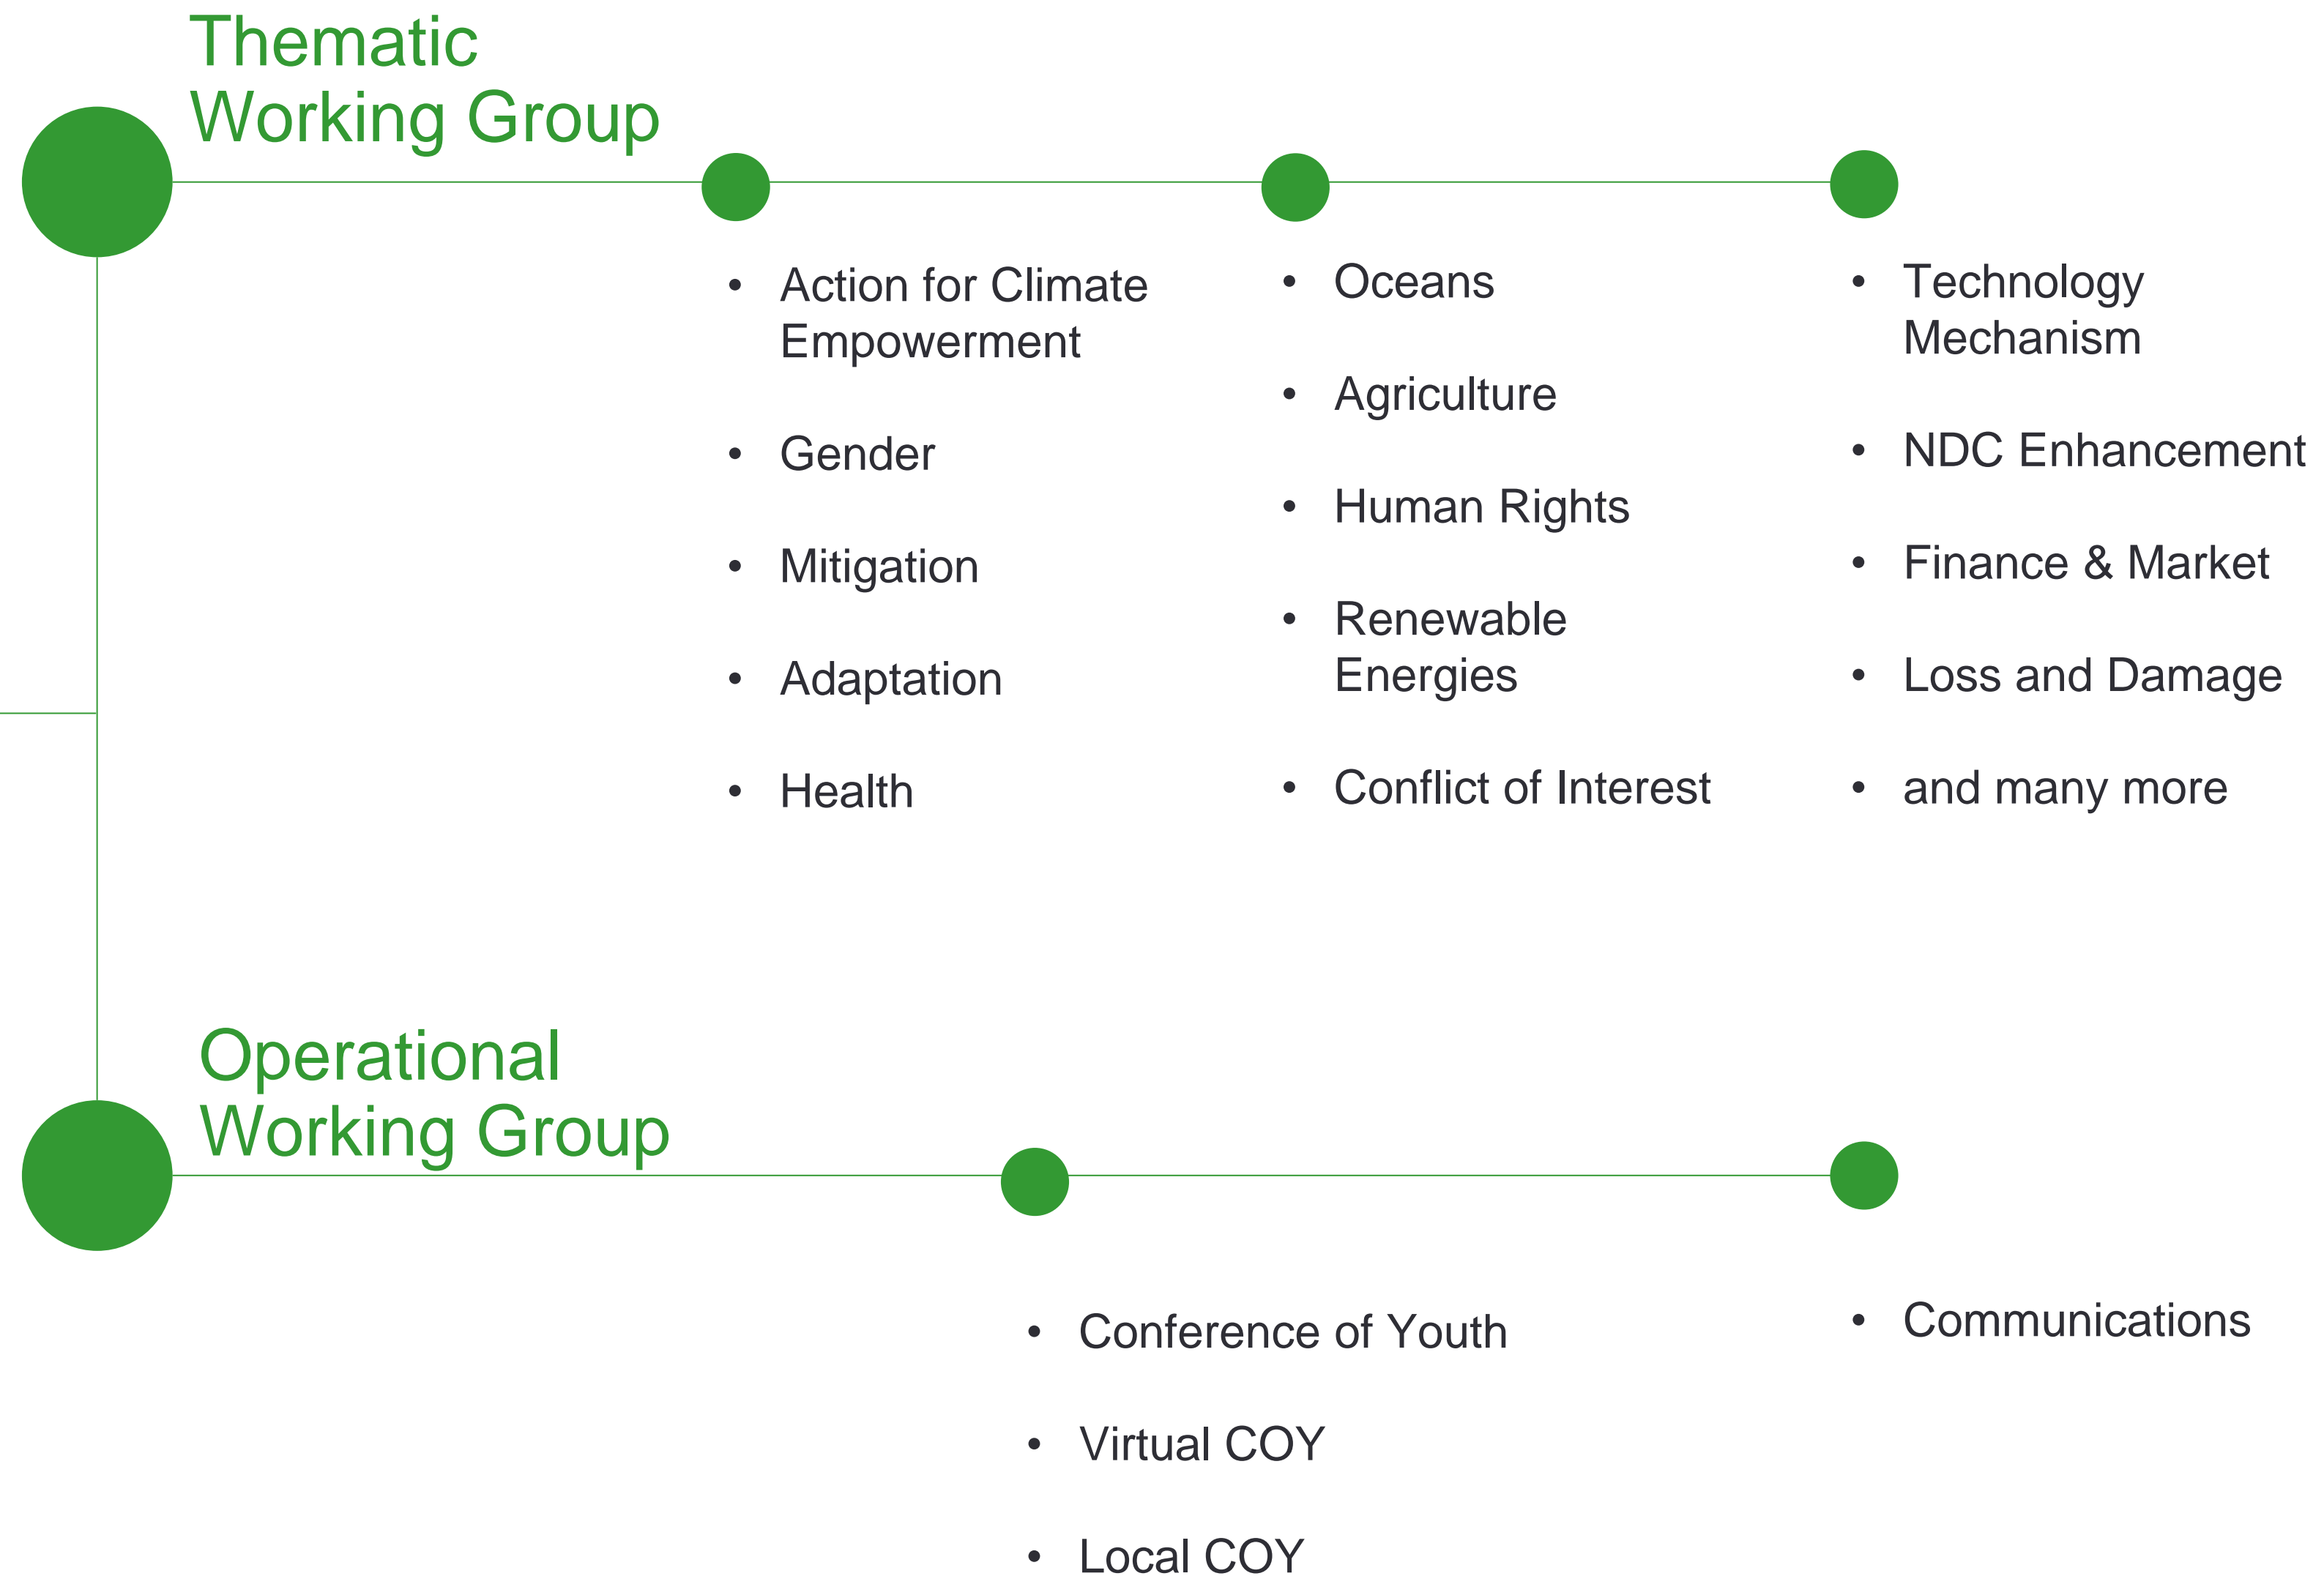 Thematic
Working Group
• Action for Climate
Empowerment
• Gender
• Mitigation
• Adaptation
• Health
• Oceans
• Agriculture
• Human Rights
• Renewable
Energies
• Conflict of Interest
• Technology
Mechanism
• NDC Enhancement
• Finance & Market
• Loss and Damage
• and many more
Operational
Working Group
• Conference of Youth
• Virtual COY
• Local COY
• Communications